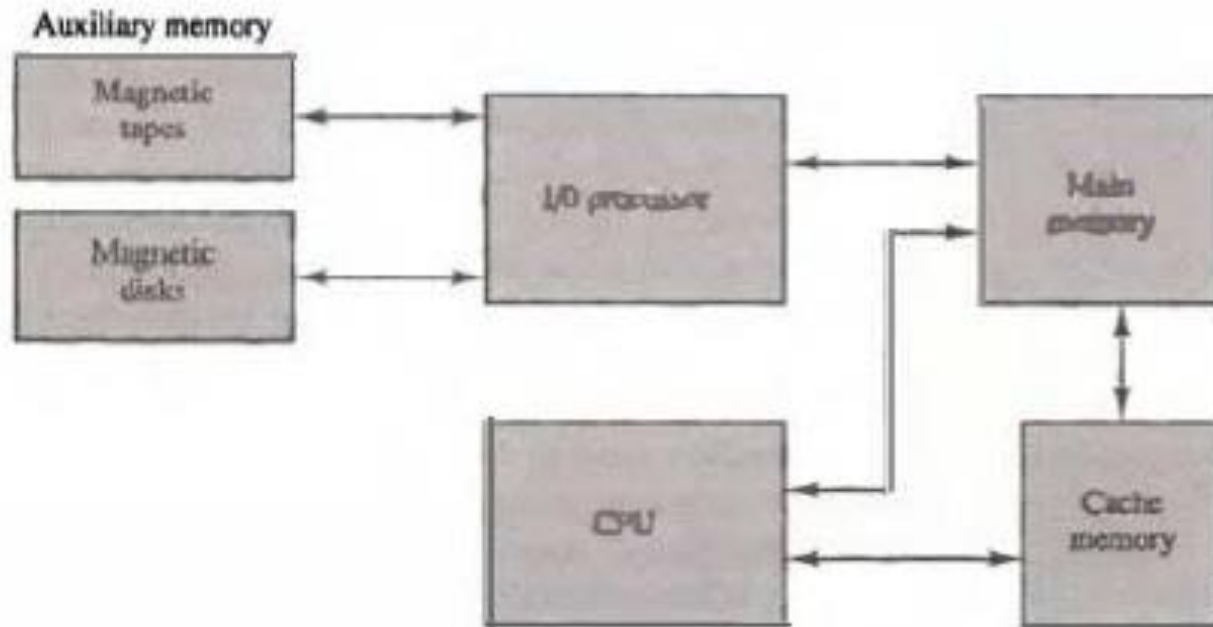 Auxiliary memory
Magnetic
tapes
I/O processor
Main
memory
Magnetic
disks
CPU
Cache
memory